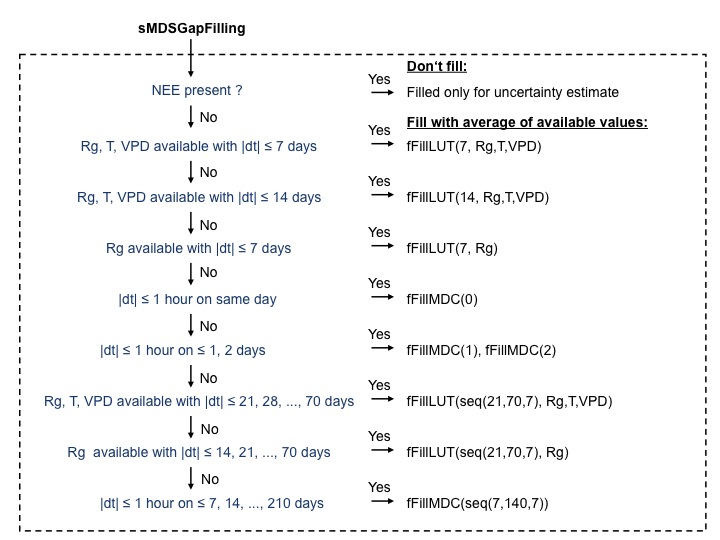 sMDSGapFilling
Don't fill:
NEE present ?
Yes
Filled only for uncertainty estimate
No
Fill with average of available values:
Rg, T, VPD available with |dt| ≤ 7 days
Yes
fFillLUT(7, Rg,T,VPD)
No
Rg, T, VPD available with |dt| ≤ 14 days
Yes
fFillLUT(14, Rg,T,VPD)
No
Rg available with |dt| ≤ 7 days
Yes
fFillLUT(7, Rg)
No
|dt| ≤ 1 hour on same day
Yes
fFillMDC(0)
No
|dt| ≤ 1 hour on ≤ 1, 2 days
Yes
fFillMDC(1), fFillMDC(2)
No
Rg, T, VPD available with |dt| ≤ 21, 28, ..., 70 days
Yes
fFillLUT(seq(21,70,7), Rg,T,VPD)
No
Rg available with |dt| ≤ 14, 21, ..., 70 days
Yes
fFillLUT(seq(21,70,7), Rg)
No
|dt| ≤ 1 hour on ≤ 7, 14, ..., 210 days
Yes
fFillMDC(seq(7,140,7))